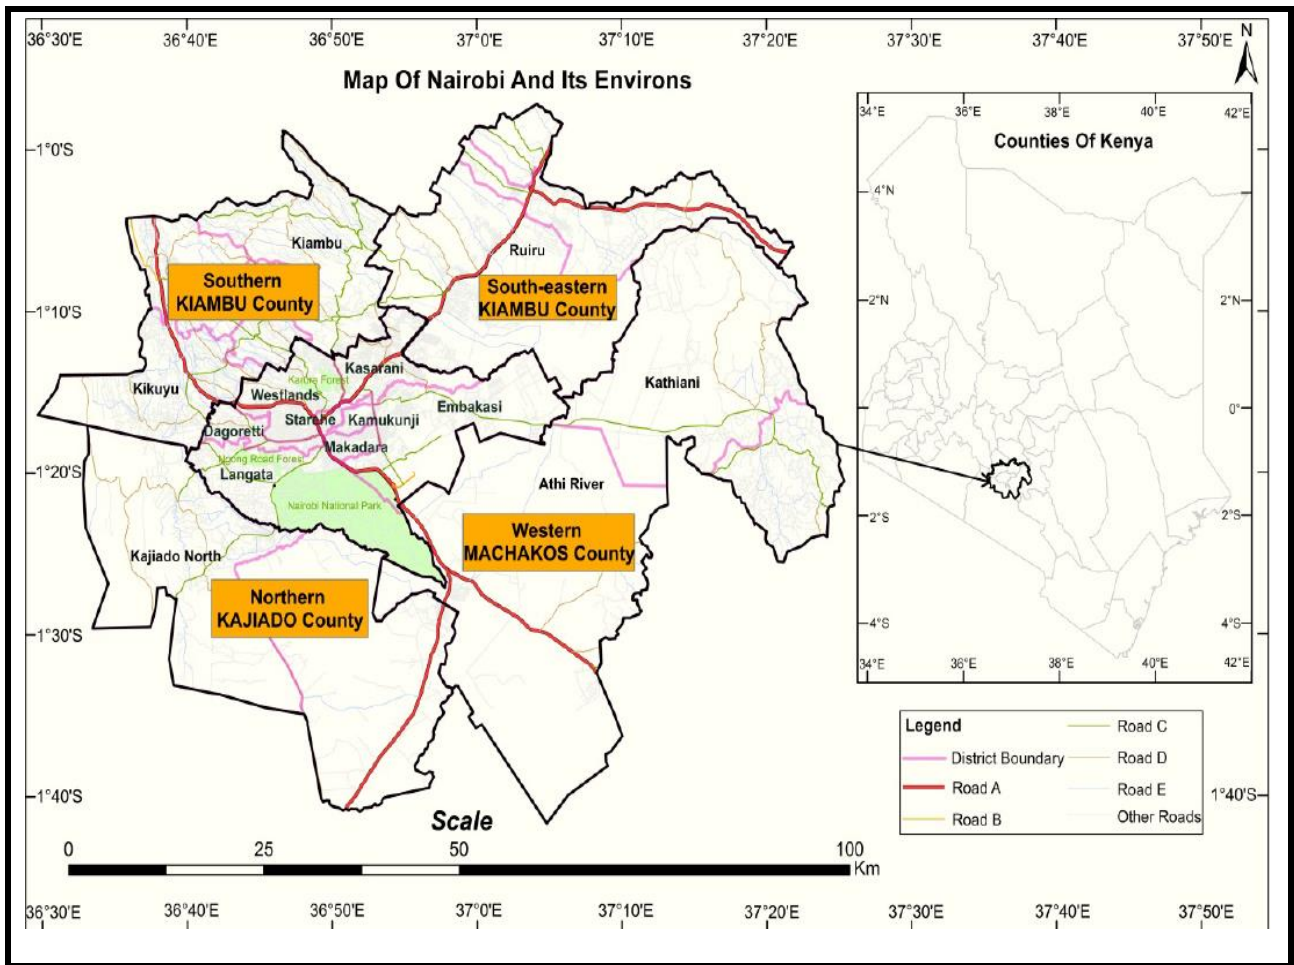 36°30'E 36°40'E 36°50'E 37°0'E 37°10'E 37°20'E 37°30'E 37°40'E 37°50'E
N
Map Of Nairobi And Its Environs
1°0'S
1°10'S
1°20'S
1°30'S
1°40'S
Kiambu
Southern
KIAMBU County
Ruiru
South-eastern
KIAMBU County
Kasarani
Karura Forest
Kikuyu
Westlands
Kathiani
Embakasi
Starehe
Kamukunji
Dagoretti
Makadara
Ngong Road Forest
Langata
Athi River
Nairobi National Park
Western
MACHAKOS County
Kajiado North
Northern
KAJIADO County
34°E 36°E 38°E 40°E 42°E
Counties Of Kenya
4°N
2°N 2°N
0° 0°
2°S 2°S
4°S 4°S
34°E 36°E 38°E 40°E 42°E
Legend
District Boundary
Road A
Road B
Road C
Road D
Road E
Other Roads
1°40'S
Scale
0 25 50 100
Km
36°30'E 36°40'E 36°50'E 37°0'E 37°10'E 37°20'E 37°30'E 37°40'E 37°50'E